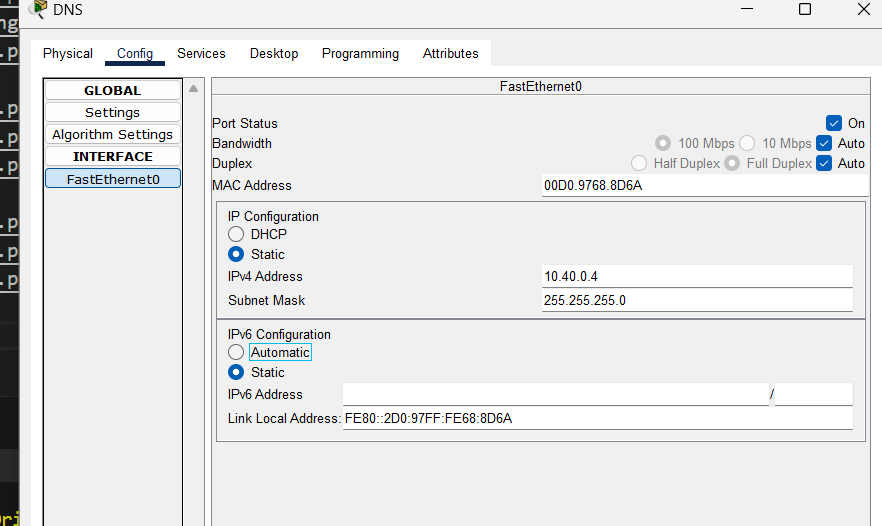 DNS
Physical Config Services Desktop Programming Attributes
GLOBAL
Settings
Algorithm Settings
INTERFACE
FastEthernet0
FastEthernet0
Port Status On
Bandwidth 100 Mbps 10 Mbps Auto
Duplex Half Duplex Full Duplex Auto
MAC Address 00D0.9768.8D6A
IP Configuration
DHCP
Static
IPv4 Address 10.40.0.4
Subnet Mask 255.255.255.0
IPv6 Configuration
Automatic
Static
IPv6 Address /
Link Local Address: FE80::2D0:97FF:FE68:8D6A